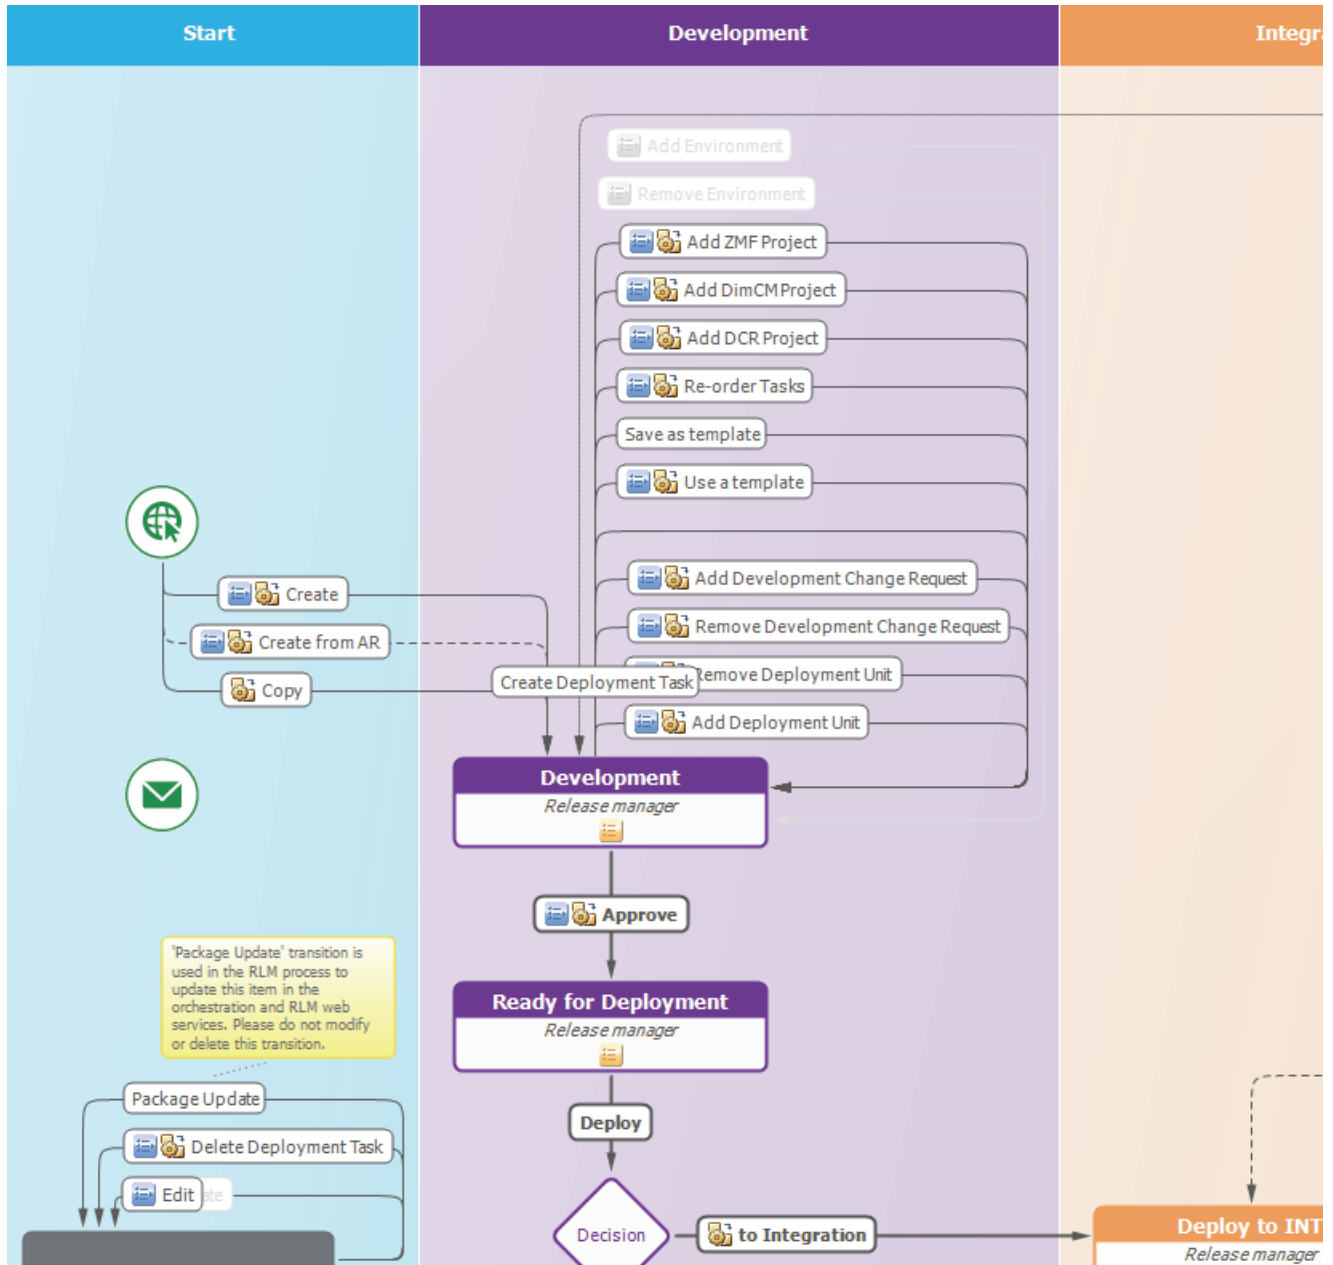 Start
Development
Integr
Add Environment
Remove Environment
Add ZMF Project
Add DimCM Project
Add DCR Project
Re-order Tasks
Save as template
Use a template
Create
Add Development Change Request
Create from AR
Remove Development Change Request
Copy
Create Deployment Task
Remove Deployment Unit
Add Deployment Unit
Development
Release manager
Approve
'Package Update' transition is
used in the RLM process to
update this item in the
orchestration and RLM web
services. Please do not modify
or delete this transition.
Ready for Deployment
Release manager
Package Update
Deploy
Delete Deployment Task
Edit
Decision
to Integration
Deploy to INT
Release manager